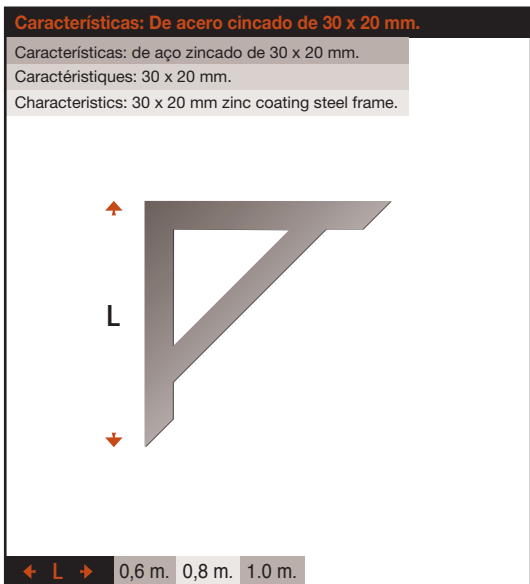 Características: De acero cincado de 30 x 20 mm.
Características: de aço zincado de 30 x 20 mm.
Caractéristiques: 30 x 20 mm.
Characteristics: 30 x 20 mm zinc coating steel frame.
L
L 0,6 m. 0,8 m. 1.0 m.